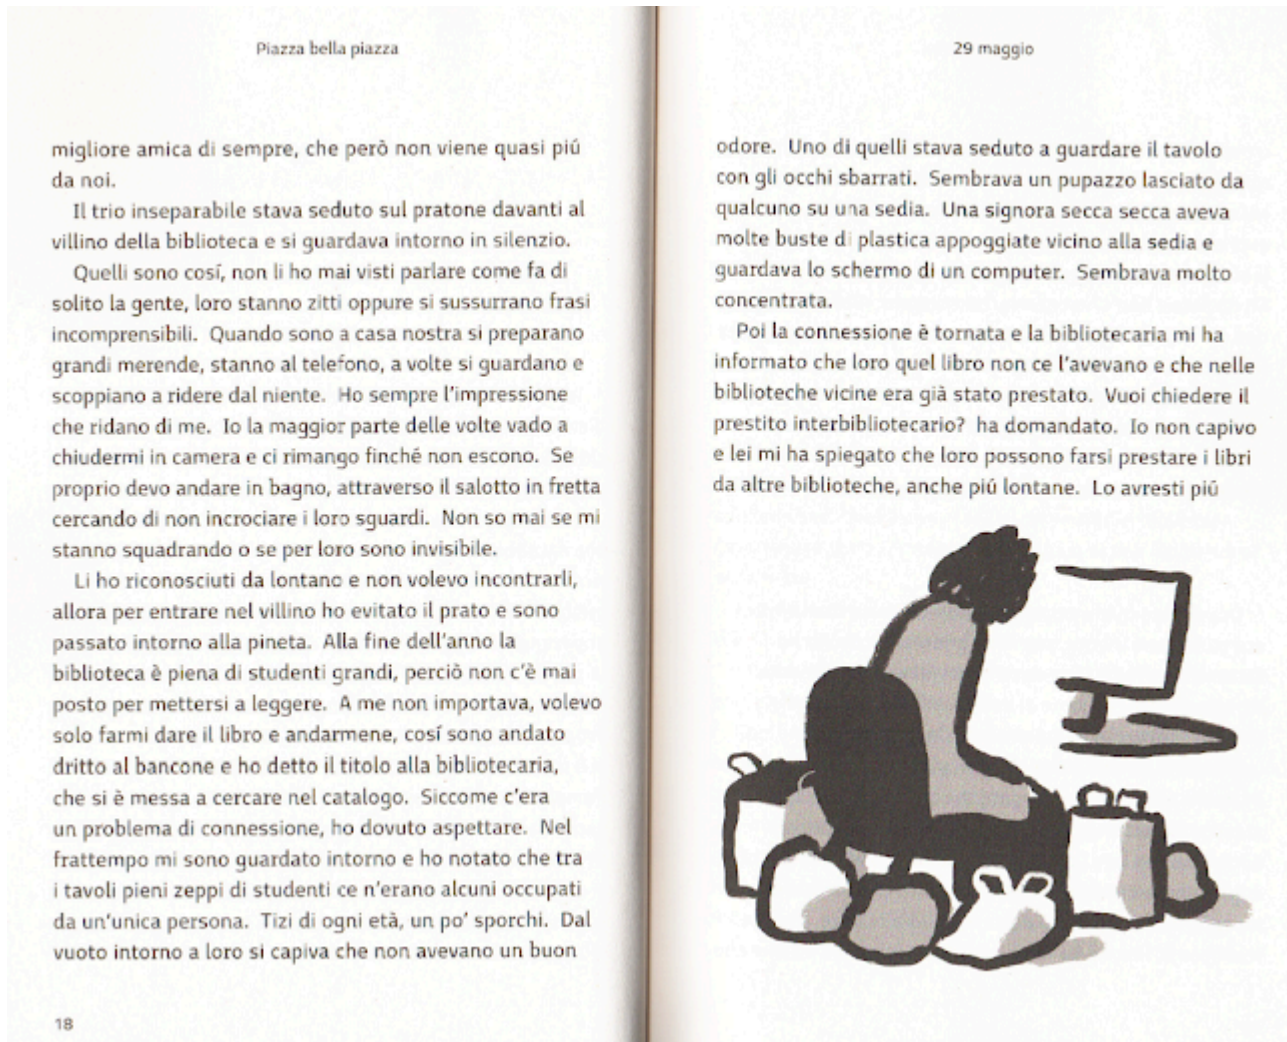 Piazza bella piazza
migliore amica di sempre, che però non viene quasi piú
da noi.
Il trio inseparabile stava seduto sul pratone davanti al
villino della biblioteca e si guardava intorno in silenzio.
Quelli sono cosí, non li ho mai visti parlare come fa di
solito la gente, loro stanno zitti oppure si sussurrano frasi
incomprensibili. Quando sono a casa nostra si preparano
grandi merende, stanno al telefono, a volte si guardano e
scoppiano a ridere dal niente. Ho sempre l'impressione
che ridano di me. Io la maggior parte delle volte vado a
chiudermi in camera e ci rimango finché non escono. Se
proprio devo andare in bagno, attraverso il salotto in fretta
cercando di non incrociare i loro sguardi. Non so mai se mi
stanno squadrando o se per loro sono invisibile.
Li ho riconosciuti da lontano e non volevo incontrarli,
allora per entrare nel villino ho evitato il prato e sono
passato intorno alla pineta. Alla fine dell'anno la
biblioteca è piena di studenti grandi, perciò non c'è mai
posto per mettersi a leggere. A me non importava, volevo
solo farmi dare il libro e andarmene, cosí sono andato
dritto al bancone e ho detto il titolo alla bibliotecaria,
che si è messa a cercare nel catalogo. Siccome c'era
un problema di connessione, ho dovuto aspettare. Nel
frattempo mi sono guardato intorno e ho notato che tra
i tavoli pieni zeppi di studenti ce n'erano alcuni occupati
da un'unica persona. Tizi di ogni età, un po' sporchi. Dal
vuoto intorno a loro si capiva che non avevano un buon
18
29 maggio
odore. Uno di quelli stava seduto a guardare il tavolo
con gli occhi sbarrati. Sembrava un pupazzo lasciato da
qualcuno su una sedia. Una signora secca secca aveva
molte buste di plastica appoggiate vicino alla sedia e
guardava lo schermo di un computer. Sembrava molto
concentrata.
Poi la connessione è tornata e la bibliotecaria mi ha
informato che loro quel libro non ce l'avevano e che nelle
biblioteche vicine era già stato prestato. Vuoi chiedere il
prestito interbibliotecario? ha domandato. Io non capivo
e lei mi ha spiegato che loro possono farsi prestare i libri
da altre biblioteche, anche piú lontane. Lo avresti piú